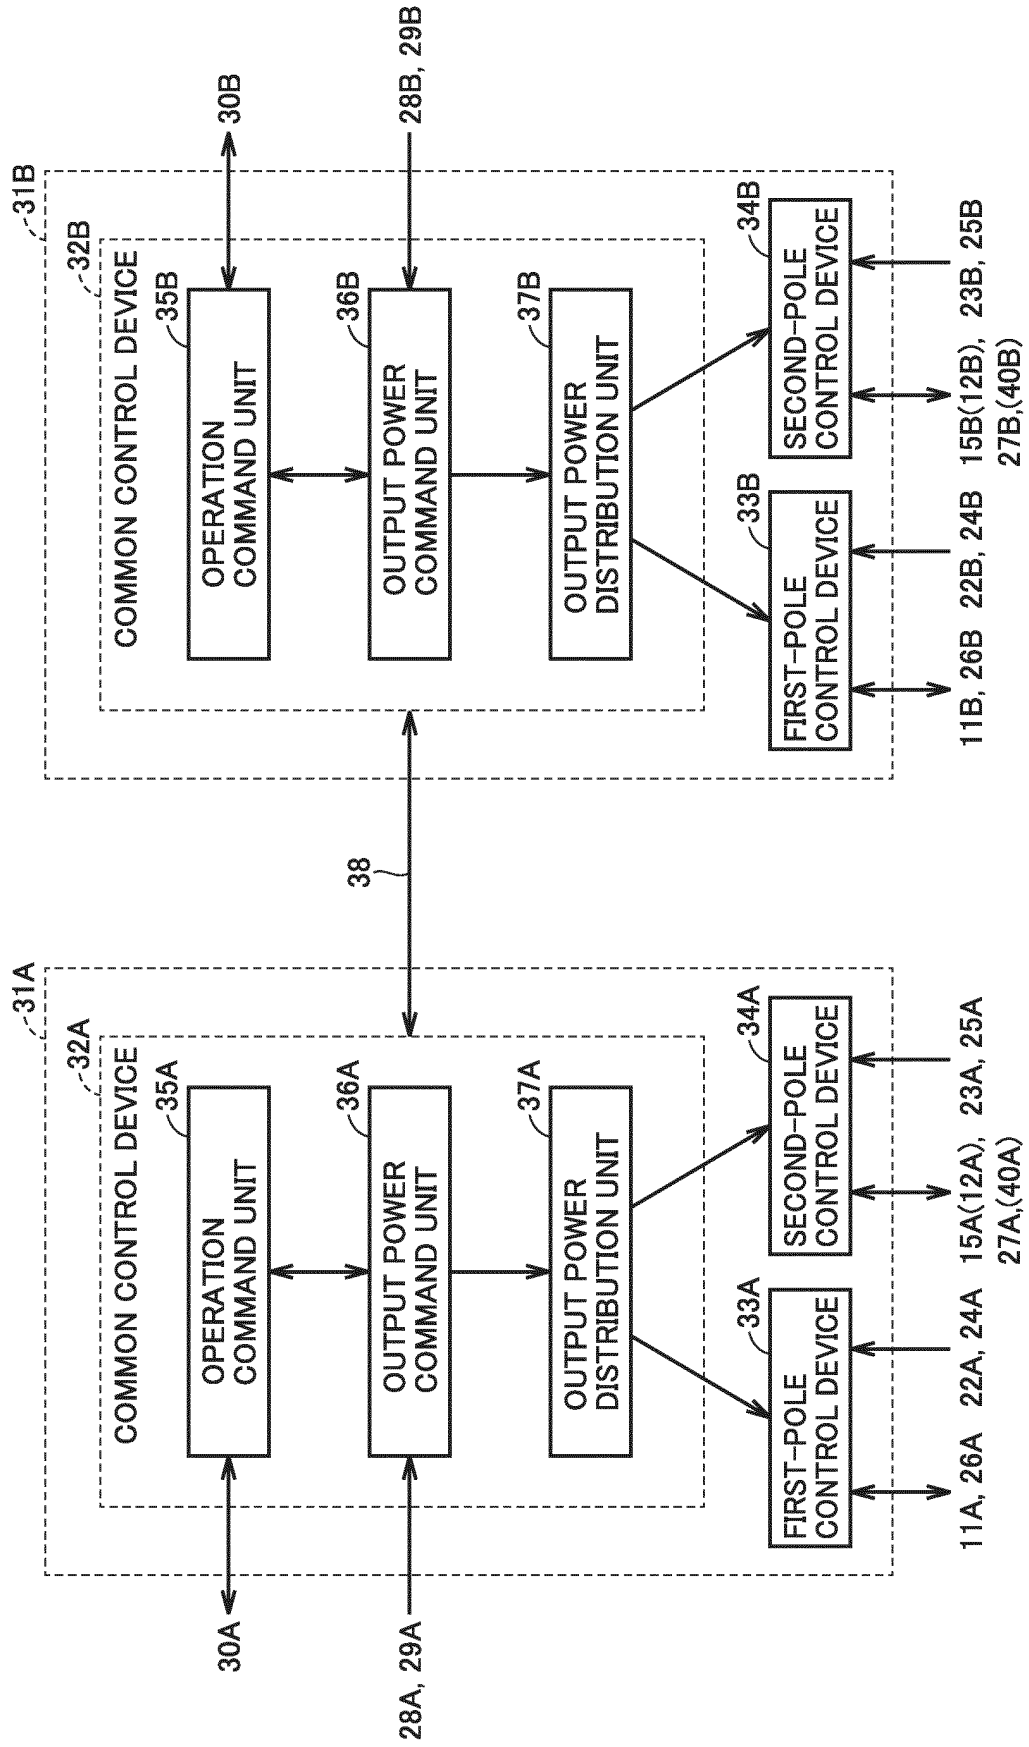 31A
32A
COMMON CONTROL DEVICE
35A
OPERATION
COMMAND UNIT
30A
36A
OUTPUT POWER
COMMAND UNIT
28A, 29A
37A
OUTPUT POWER
DISTRIBUTION UNIT
33A
FIRST-POLE
CONTROL DEVICE
34A
SECOND-POLE
CONTROL DEVICE
11A, 26A
22A, 24A
15A(12A),
27A,(40A)
23A, 25A
38
31B
32B
COMMON CONTROL DEVICE
35B
OPERATION
COMMAND UNIT
30B
36B
OUTPUT POWER
COMMAND UNIT
28B, 29B
37B
OUTPUT POWER
DISTRIBUTION UNIT
33B
FIRST-POLE
CONTROL DEVICE
34B
SECOND-POLE
CONTROL DEVICE
11B, 26B
22B, 24B
15B(12B),
27B,(40B)
23B, 25B